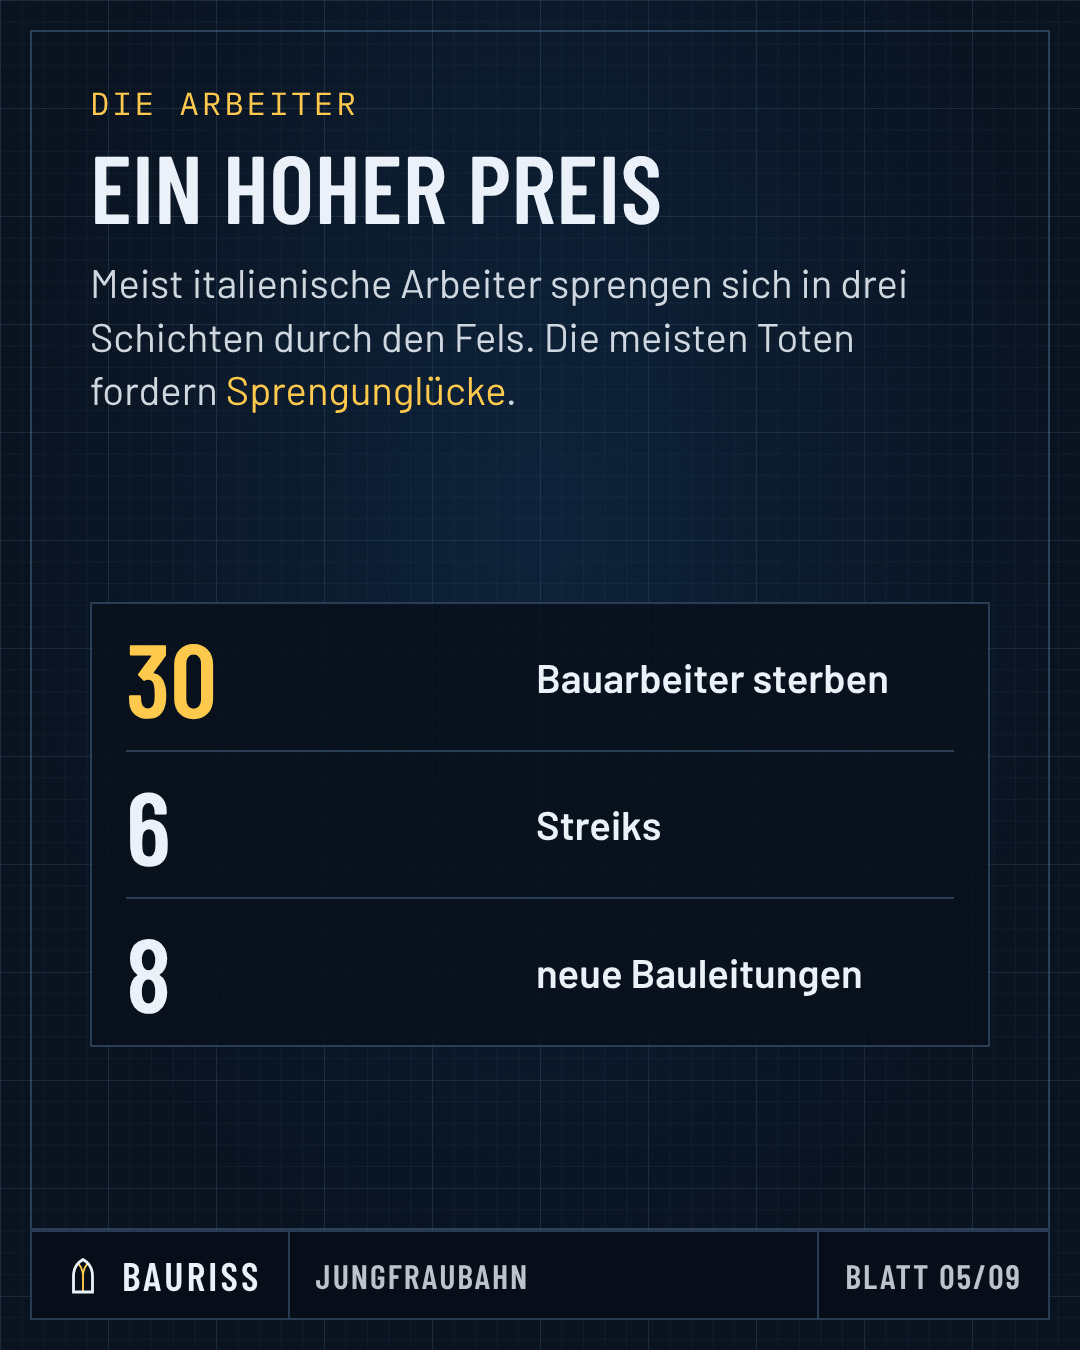 DIE ARBEITER
EIN HOHER PREIS
Meist italienische Arbeiter sprengen sich in drei
Schichten durch den Fels. Die meisten Toten
fordern Sprengunglücke.
30 Bauarbeiter sterben
6 Streiks
8 neue Bauleitungen
BAURISS JUNGFRAUBAHN BLATT 05/09